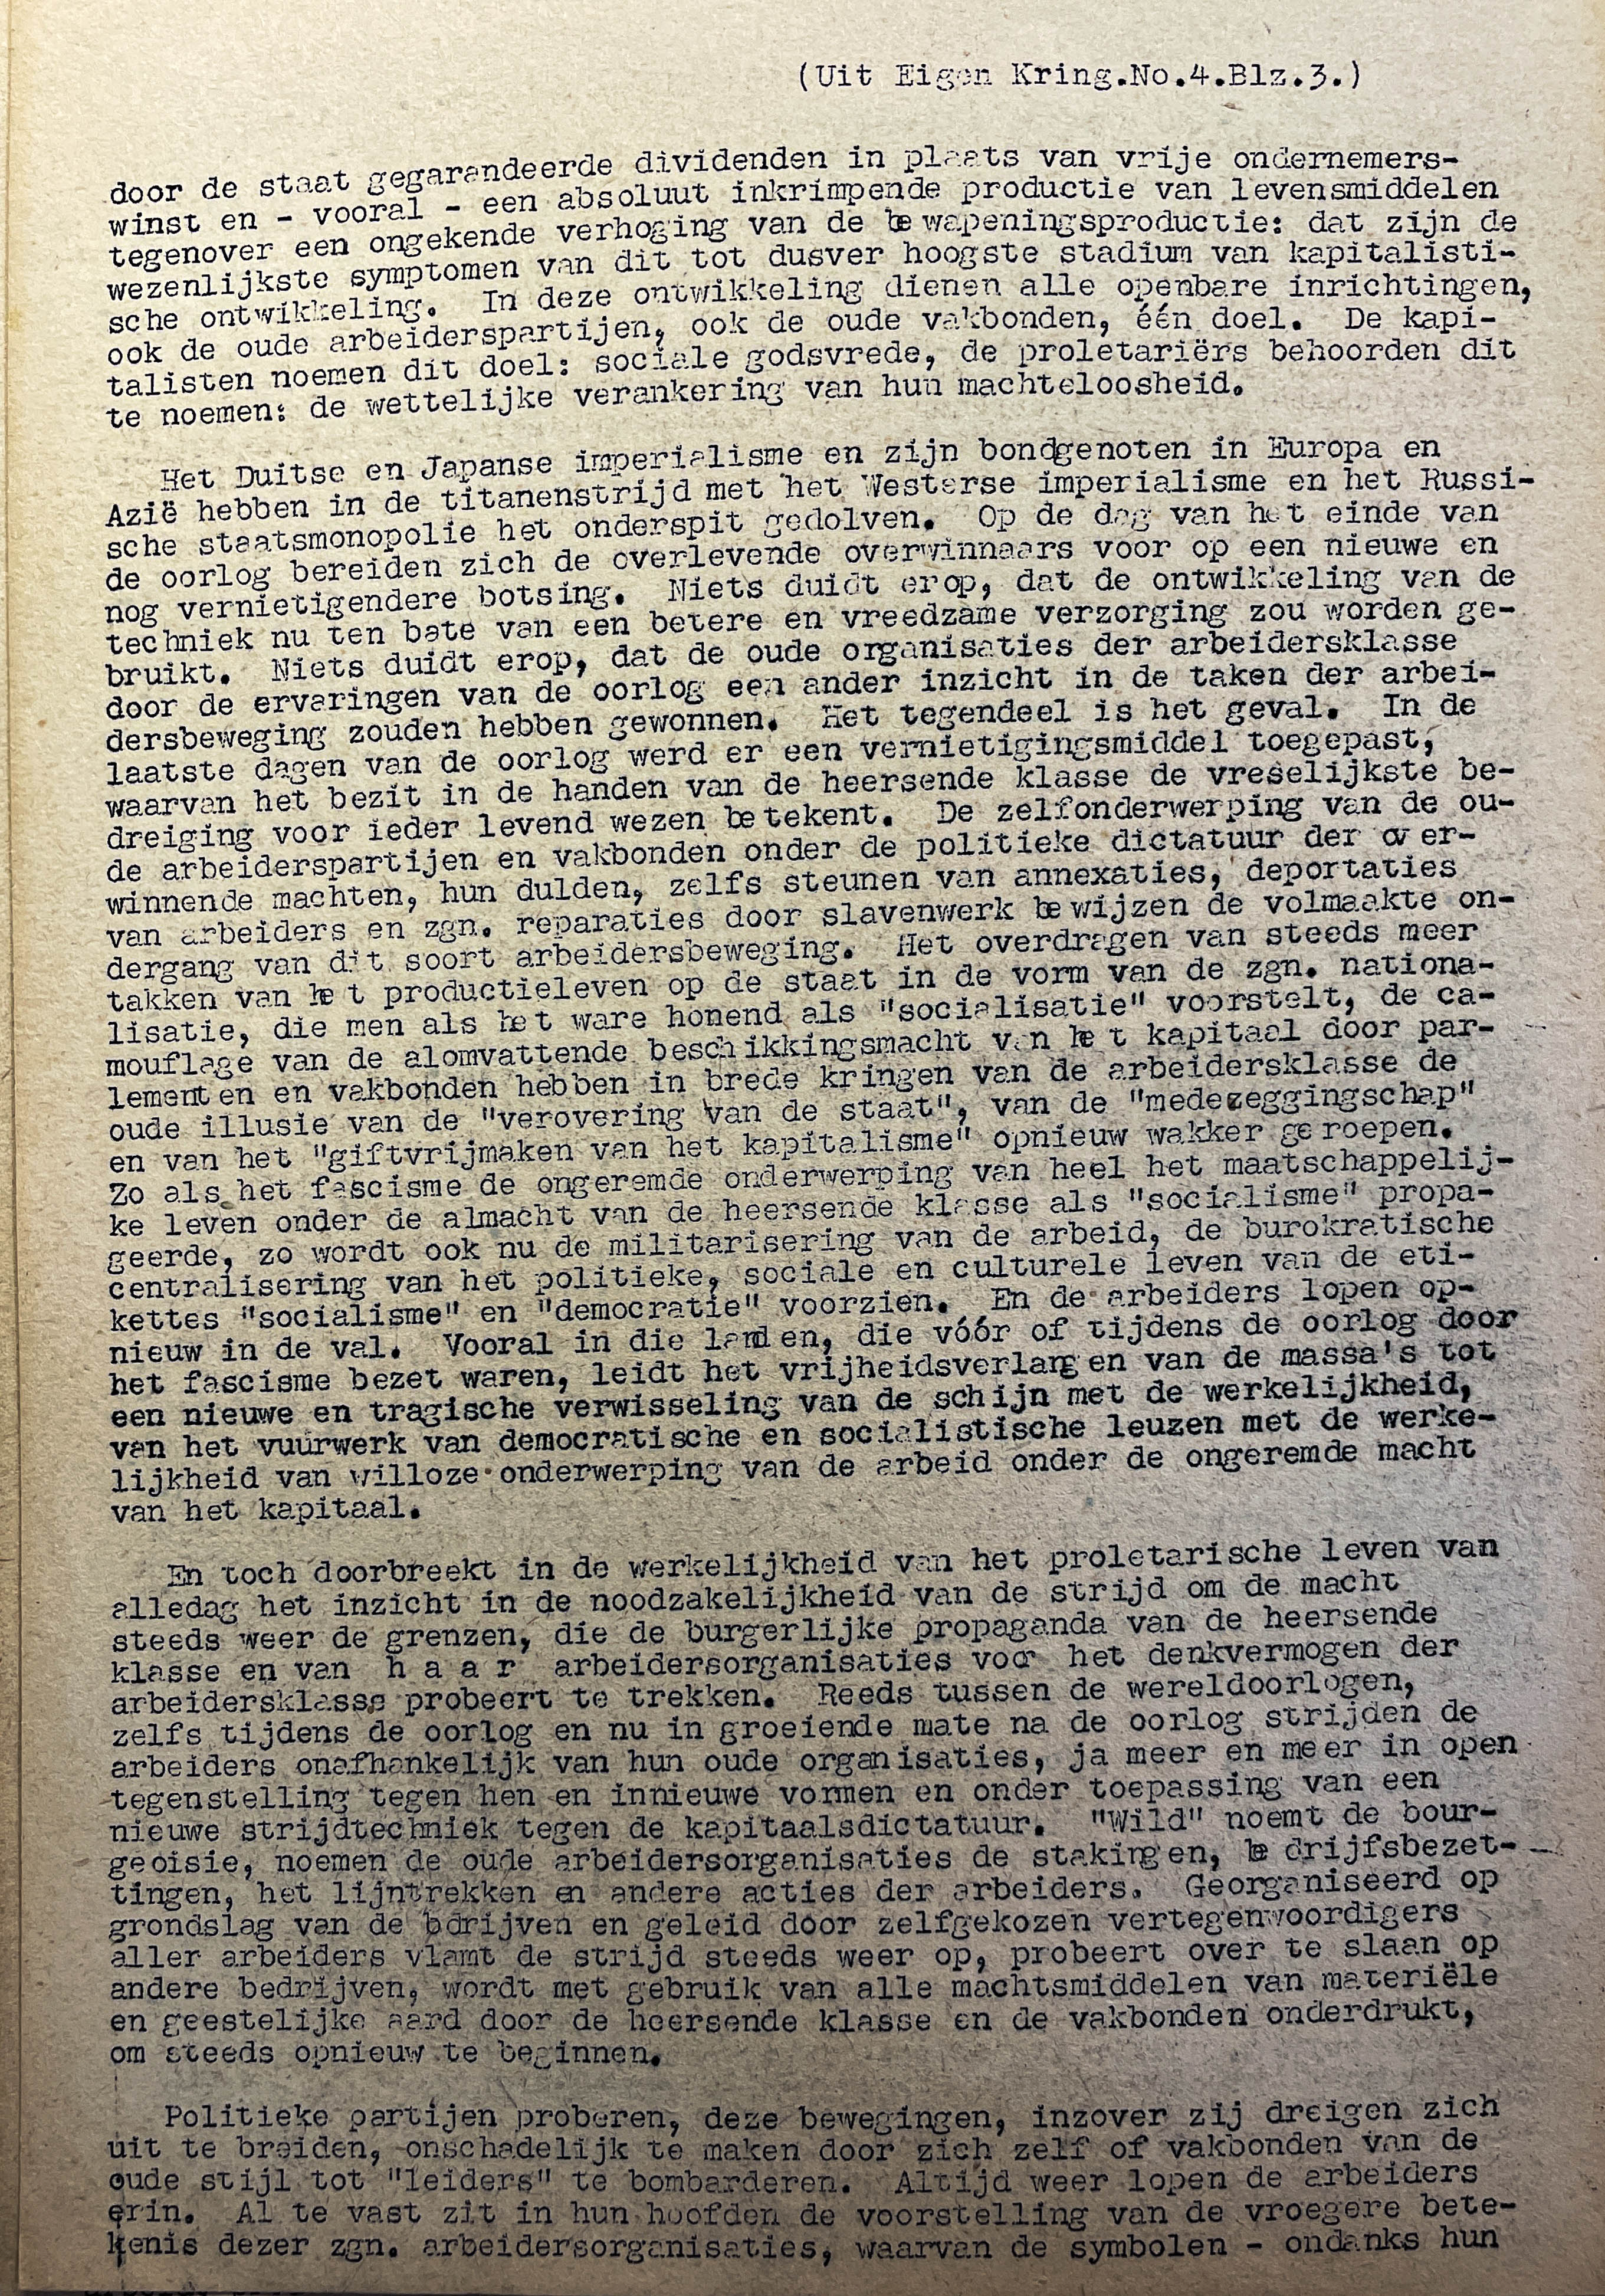 (Uit Eigen Kring.No.4.Blz.3.)
door de staat gegarandeerde dividenden in plaats van vrije ondernemers-
winst en - vooral - een absoluut inkrimpende productie van levensmiddelen
tegenover een ongekende verhoging van de bewapeningsproductie: dat zijn de
wezenlijkste symptomen van dit tot dusver hoogste stadium van kapitalisti-
sche ontwikkeling. In deze ontwikkeling dienen alle openbare inrichtingen,
ook de oude arbeiderspartijen, ook de oude vakbonden, één doel. De kapi-
talisten noemen dit doel: sociale godsvrede, de proletariërs behoorden dit
te noemen: de wettelijke verankering van hun machteloosheid.
Het Duitse en Japanse imperialisme en zijn bondgenoten in Europa en
Azië hebben in de titanenstrijd met het Westerse imperialisme en het Russi-
sche staatsmonopolie het onderspit gedolven. Op de dag van het einde van
de oorlog bereiden zich de overlevende overwinnaars voor op een nieuwe en
nog vernietigendere botsing. Niets duidt erop, dat de ontwikkeling van de
techniek nu ten bate van een betere en vreedzame verzorging zou worden ge-
bruikt. Niets duidt erop, dat de oude organisaties der arbeidersklasse
door de ervaringen van de oorlog een ander inzicht in de taken der arbei-
dersbeweging zouden hebben gewonnen. Het tegendeel is het geval. In de
laatste dagen van de oorlog werd er een vernietigingsmiddel toegepast,
waarvan het bezit in de handen van de heersende klasse de vreselijkste be-
dreiging voor ieder levend wezen betekent. De zelfonderwerping van de ou-
de arbeiderspartijen en vakbonden onder de politieke dictatuur der over-
winnende machten, hun dulden, zelfs steunen van annexaties, deportaties
van arbeiders en zgn. reparaties door slavenwerk bewijzen de volmaakte on-
dergang van dit soort arbeidersbeweging. Het overdragen van steeds meer
takken van het productieleven op de staat in de vorm van de zgn. nationa-
lisatie, die men als het ware honend als "socialisatie" voorstelt, de ca-
mouflage van de alomvattende beschikkingsmacht van het kapitaal door par-
lementen en vakbonden hebben in brede kringen van de arbeidersklasse de
oude illusie van de "verovering van de staat", van de "medezeggingschap"
en van het "giftvrijmaken van het kapitalisme" opnieuw wakker geroepen.
Zo als het fascisme de ongeremde onderwerping van heel het maatschappelij-
ke leven onder de almacht van de heersende klasse als "socialisme" propa-
geerde, zo wordt ook nu de militarisering van de arbeid, de burokratische
centralisering van het politieke, sociale en culturele leven van de eti-
kettes "socialisme" en "democratie" voorzien. En de arbeiders lopen op-
nieuw in de val. Vooral in die landen, die vóór of tijdens de oorlog door
het fascisme bezet waren, leidt het vrijheidsverlangen van de massa's tot
een nieuwe en tragische verwisseling van de schijn met de werkelijkheid,
van het vuurwerk van democratische en socialistische leuzen met de werke-
lijkheid van willoze onderwerping van de arbeid onder de ongeremde macht
van het kapitaal.
En toch doorbreekt in de werkelijkheid van het proletarische leven van
alledag het inzicht in de noodzakelijkheid van de strijd om de macht
steeds weer de grenzen, die de burgerlijke propaganda van de heersende
klasse en van h a a r arbeidersorganisaties voor het denkvermogen der
arbeidersklasse probeert te trekken. Reeds tussen de wereldoorlogen,
zelfs tijdens de oorlog en nu in groeiende mate na de oorlog strijden de
arbeiders onafhankelijk van hun oude organisaties, ja meer en meer in open
tegenstelling tegen hen en innieuwe vormen en onder toepassing van een
nieuwe strijdtechniek tegen de kapitaalsdictatuur. "Wild" noemt de bour-
geoisie, noemen de oude arbeidersorganisaties de stakingen, bedrijfsbezet-
tingen, het lijntrekken en andere acties der arbeiders. Georganiseerd op
grondslag van de bdrijven en geleid door zelfgekozen vertegenwoordigers
aller arbeiders vlamt de strijd steeds weer op, probeert over te slaan op
andere bedrijven, wordt met gebruik van alle machtsmiddelen van materiële
en geestelijke aard door de heersende klasse en de vakbonden onderdrukt,
om steeds opnieuw te beginnen.
Politieke partijen proberen, deze bewegingen, inzover zij dreigen zich
uit te breiden, onschadelijk te maken door zich zelf of vakbonden van de
oude stijl tot "leiders" te bombarderen. Altijd weer lopen de arbeiders
erin. Al te vast zit in hun hoofden de voorstelling van de vroegere bete-
kenis dezer zgn. arbeidersorganisaties, waarvan de symbolen - ondanks hun